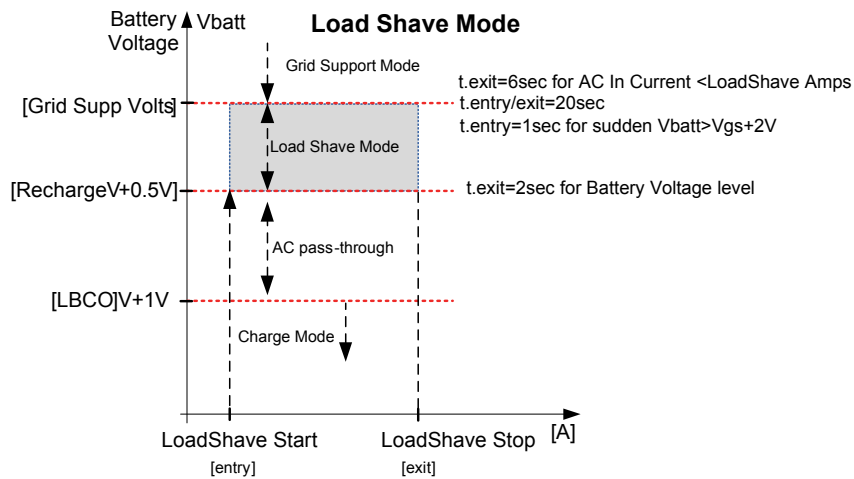 Load Shave Mode
Battery
Voltage
Vbatt
Grid Support Mode
t.exit=6sec for AC In Current <LoadShave Amps
[Grid Supp Volts]
t.entry/exit=20sec
t.entry=1sec for sudden Vbatt>Vgs+2V
Load Shave Mode
[RechargeV+0.5V]
t.exit=2sec for Battery Voltage level
AC pass-through
[LBCO]V+1V
Charge Mode
LoadShave Start
LoadShave Stop
[A]
[entry]
[exit]